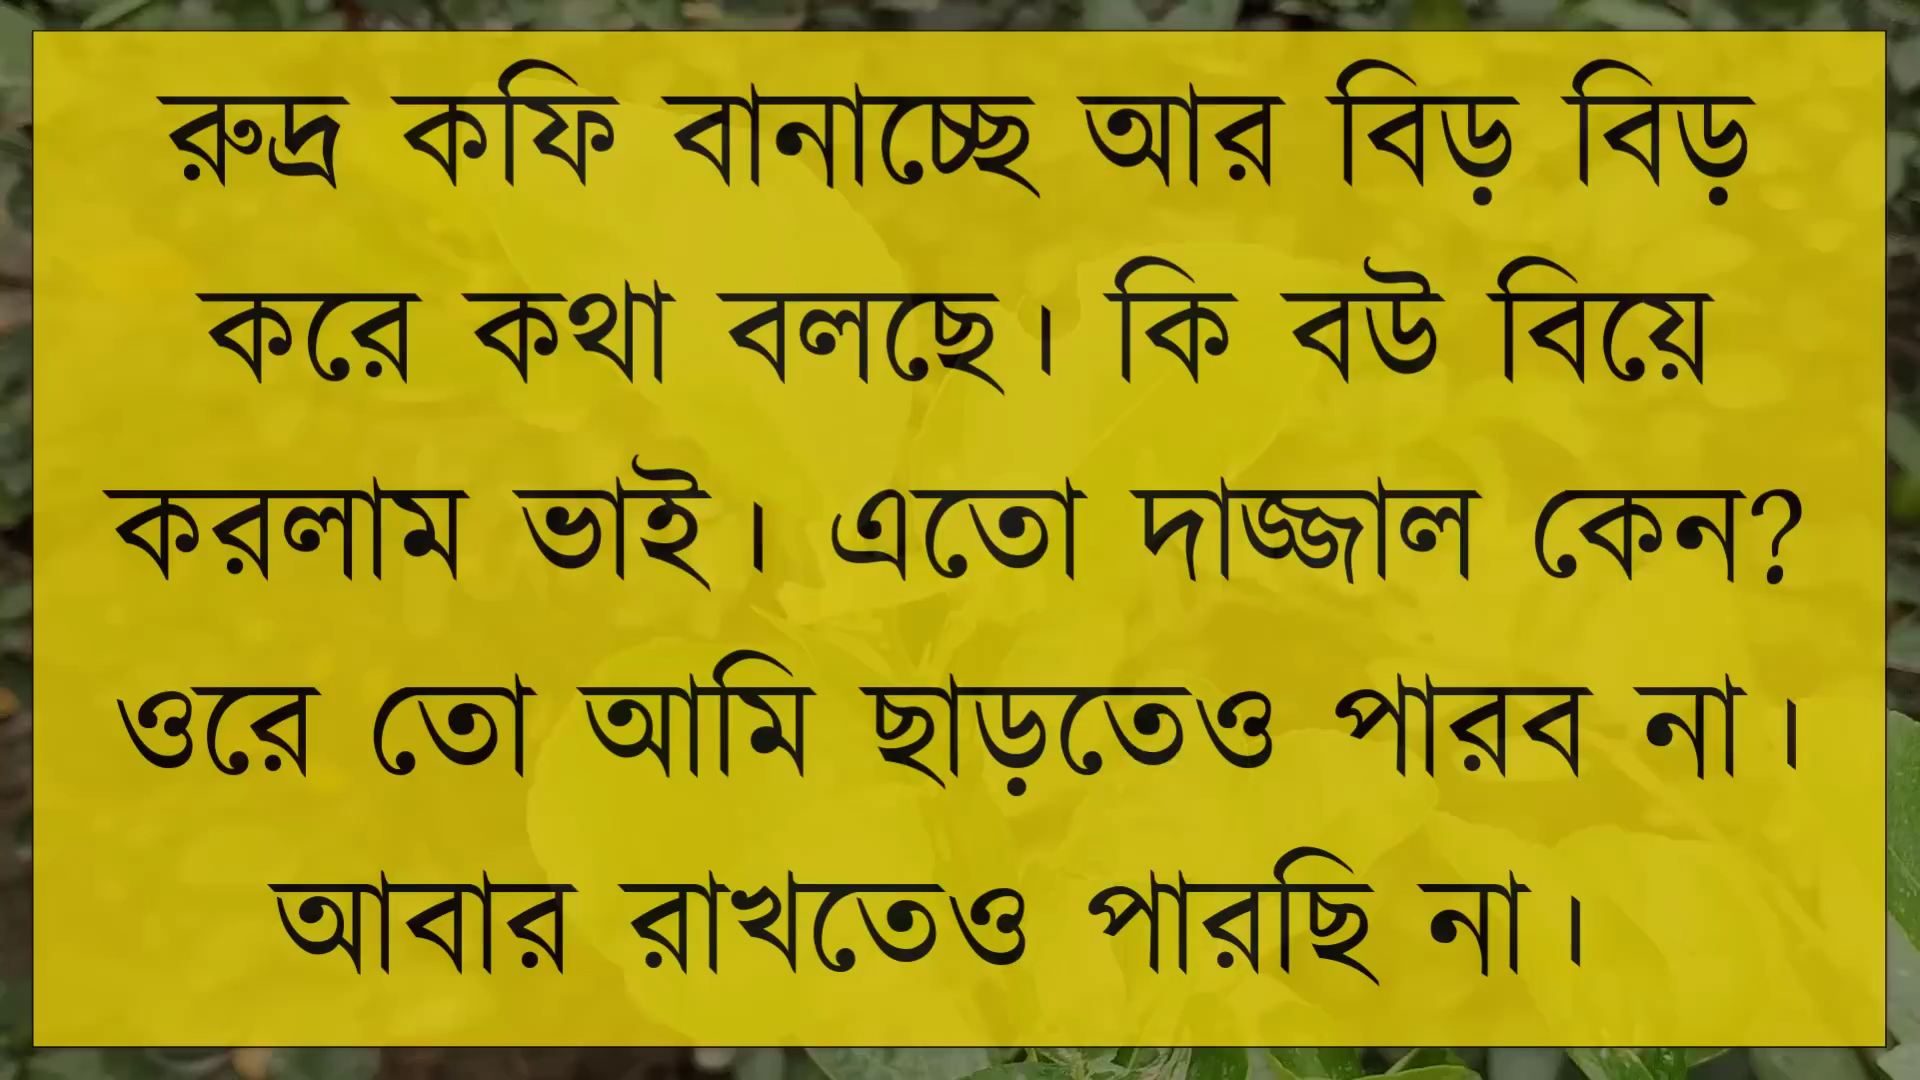 রুদ্র কফি বানাচ্ছে আর বিড় বিড়
করে কথা বলছে। কি বউ বিয়ে
করলাম ভাই। এতো দাজ্জাল কেন?
ওরে তো আমি ছাড়তেও পারব না।
আবার রাখতেও পারছি না।